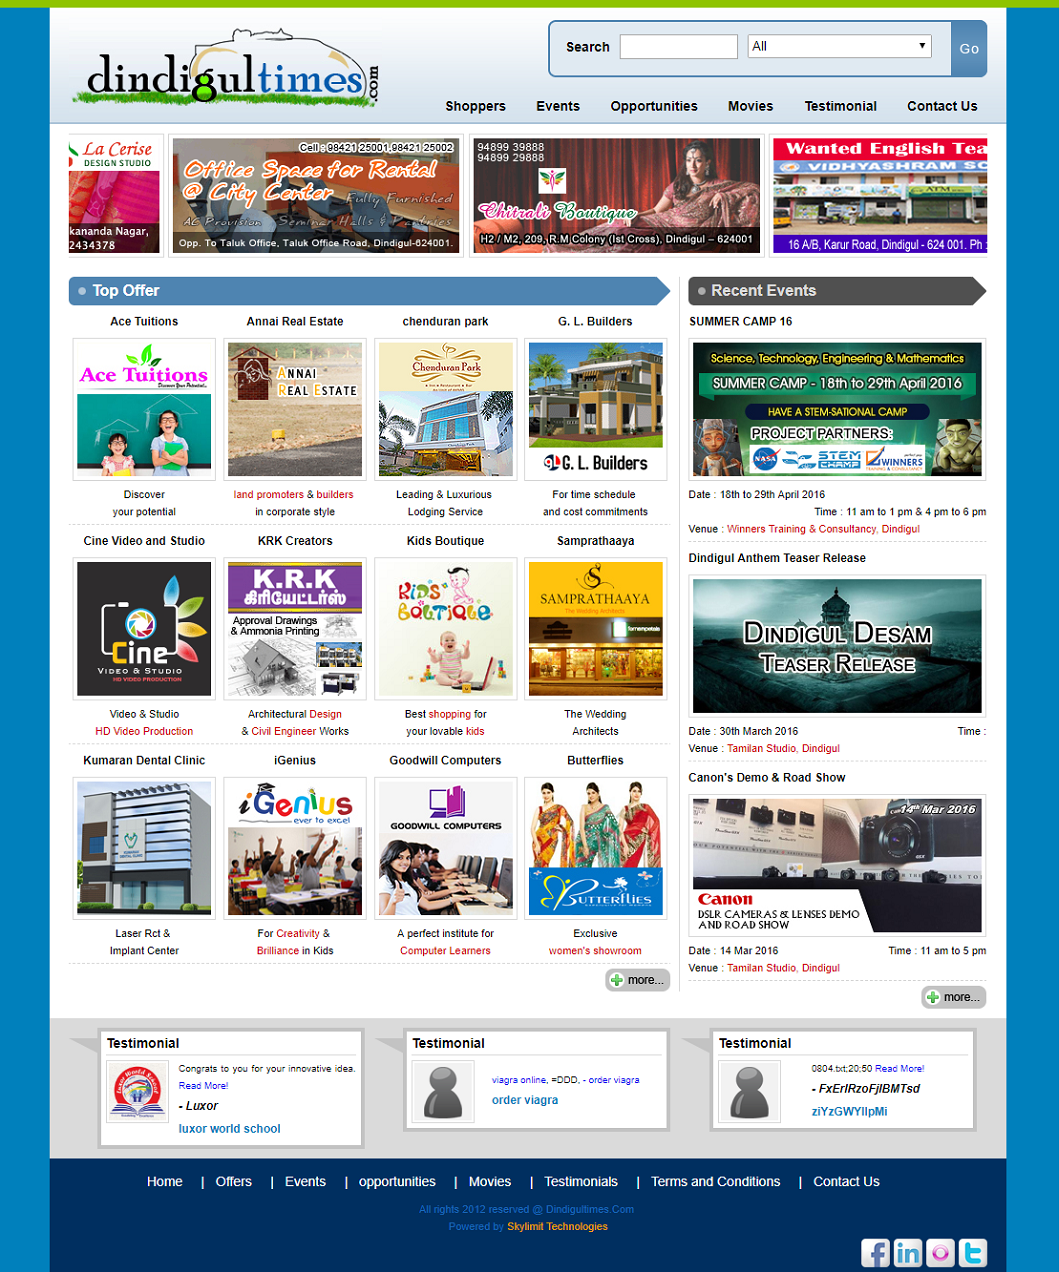 dindigultimes.com
Search
All
Go
Shoppers
Events
Opportunities
Movies
Testimonial
Contact Us
La Cerise
DESIGN STUDIO
kananda Nagar,
2434378
Cell : 98421 25001,98421 25002
Office Space for Rental
@ City Center Fully Furnished
AC Provision Seminar Halls & Pantries
Opp. To Taluk Office, Taluk Office Road, Dindigul-624001.
94899 39888
94899 29888
Chitrali Boutique
H2 / M2, 209, R.M Colony (Ist Cross), Dindigul – 624001
Wanted English Tea
VIDHYASHRAM SC
ATM
16 A/B, Karur Road, Dindigul - 624 001. Ph :
Top Offer
Ace Tuitions
Annai Real Estate
chenduran park
G. L. Builders
Ace Tuitions
Discover Your Potential...
ANNAI
REAL ESTATE
Chenduran Park
G. L. Builders
Discover
your potential
land promoters & builders
in corporate style
Leading & Luxurious
Lodging Service
For time schedule
and cost commitments
Cine Video and Studio
KRK Creators
Kids Boutique
Samprathaaya
Cine
VIDEO & STUDIO
HD VIDEO PRODUCTION
K.R.K
கிரியேட்டர்ஸ்
Approval Drawings
& Ammonia Printing
KIDS
BOUTIQUE
SAMPRATHAAYA
The Wedding Architects
Video & Studio
HD Video Production
Architectural Design
& Civil Engineer Works
Best shopping for
your lovable kids
The Wedding
Architects
Kumaran Dental Clinic
iGenius
Goodwill Computers
Butterflies
iGenius
ever to excel
GOODWILL COMPUTERS
BUTTERFLIES
Laser Rct &
Implant Center
For Creativity &
Brilliance in Kids
A perfect institute for
Computer Learners
Exclusive
women's showroom
more...
Recent Events
SUMMER CAMP 16
Science, Technology, Engineering & Mathematics
SUMMER CAMP - 18th to 29th April 2016
HAVE A STEM-SATIONAL CAMP
PROJECT PARTNERS:
NASA
STEM
CHAMP
WINNERS
Date : 18th to 29th April 2016
Time : 11 am to 1 pm & 4 pm to 6 pm
Venue : Winners Training & Consultancy, Dindigul
Dindigul Anthem Teaser Release
DINDIGUL DESAM
TEASER RELEASE
Date : 30th March 2016
Time :
Venue : Tamilan Studio, Dindigul
Canon's Demo & Road Show
14th Mar 2016
Canon
DSLR CAMERAS & LENSES DEMO
AND ROAD SHOW
Date : 14 Mar 2016
Time : 11 am to 5 pm
Venue : Tamilan Studio, Dindigul
more...
Testimonial
Congrats to you for your innovative idea.
Read More!
- Luxor
luxor world school
Testimonial
viagra online, =DDD, - order viagra
order viagra
Testimonial
0804.txt;20;50 Read More!
- FxErIRzoFjlBMTsd
ziYzGWYIlpMi
Home | Offers | Events | opportunities | Movies | Testimonials | Terms and Conditions | Contact Us
All rights 2012 reserved @ Dindigultimes.Com
Powered by Skylimit Technologies